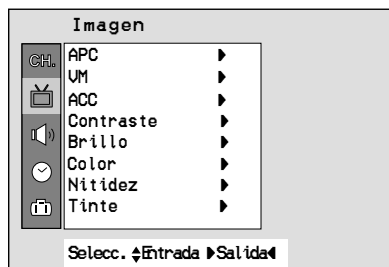 Imagen
CH.
APC
VM
ACC
Contraste
Brillo
Color
Nitidez
Tinte
Selecc. Entrada Salida